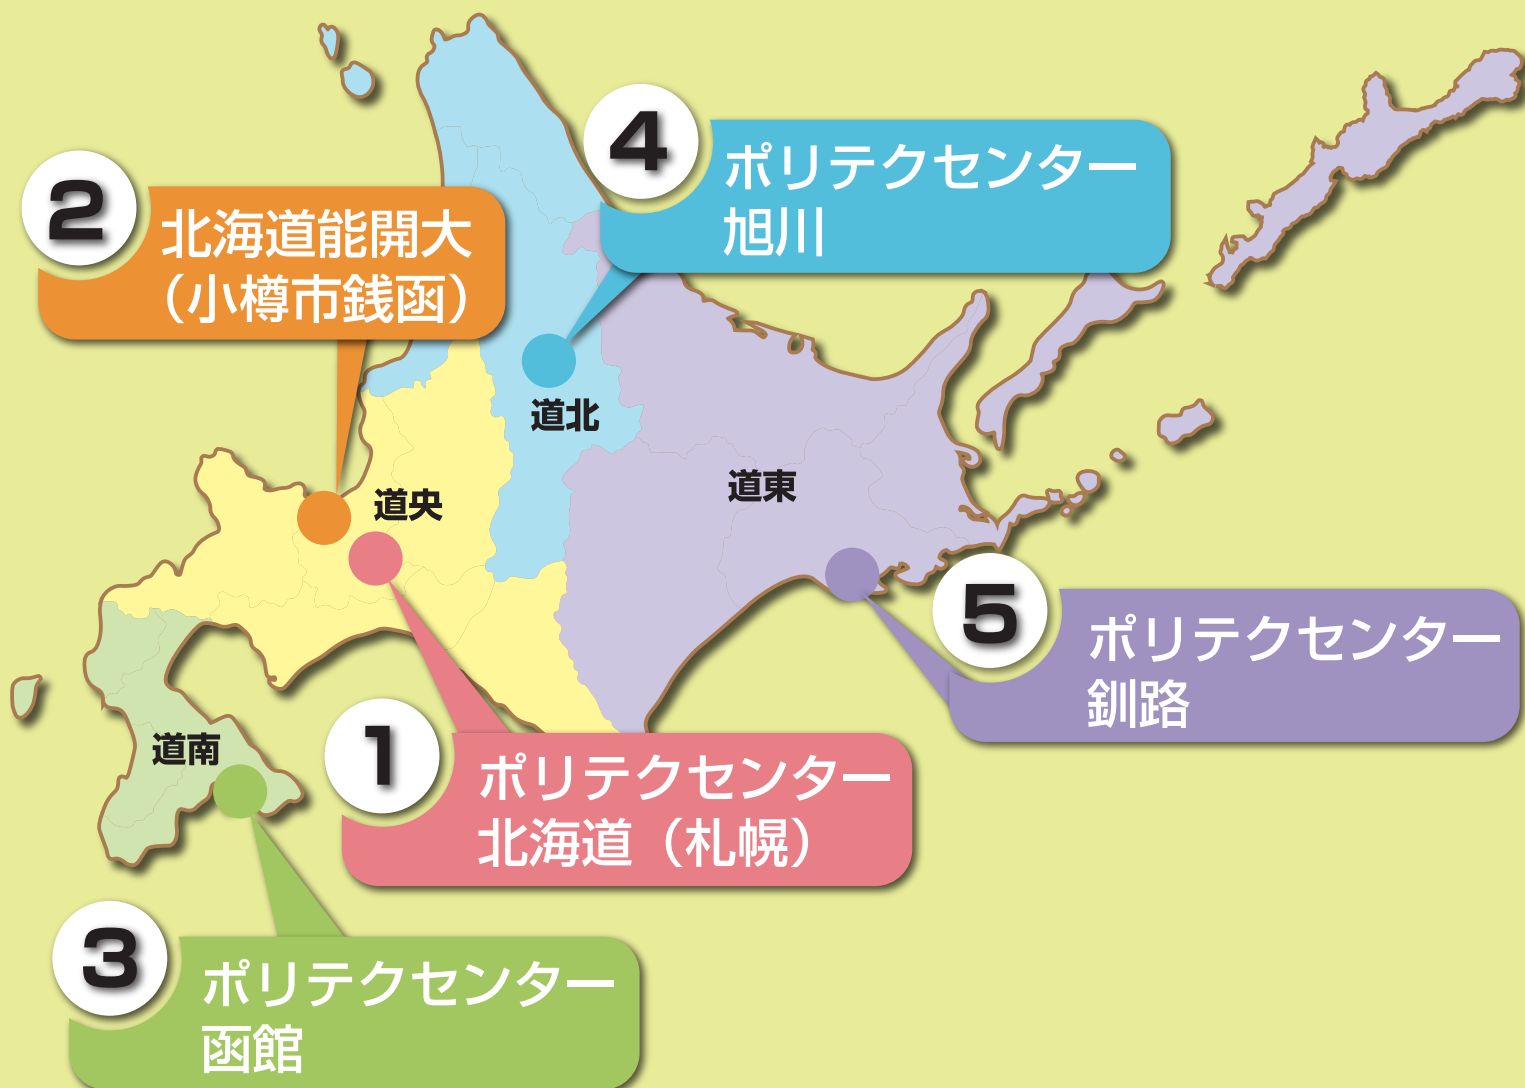 4
ポリテクセンター
旭川
2
北海道能開大
（小樽市銭函）
道北
道東
道央
5
ポリテクセンター
釧路
道南
1
ポリテクセンター
北海道（札幌）
3
ポリテクセンター
函館